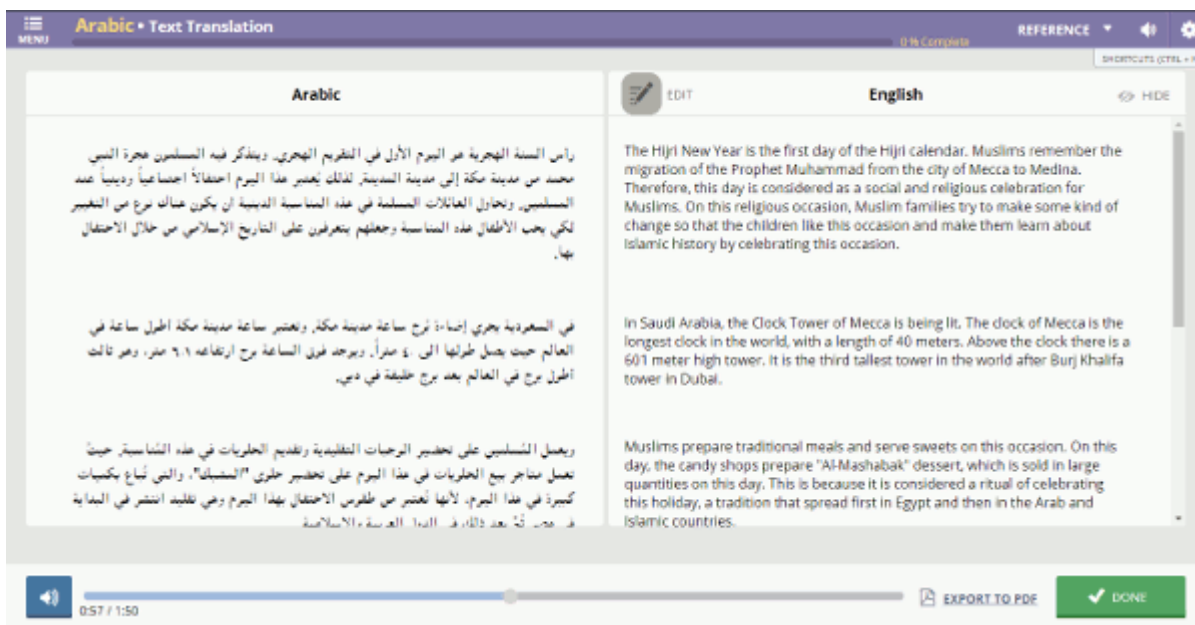 MENU
Arabic • Text Translation
0% Complete
REFERENCE
SHORTCUTS (CTRL +
Arabic
EDIT
English
HIDE
رأس السنة الهجرية هو اليوم الأول في التقويم الهجري. ويتذكر فيه المسلمون هجرة النبي
محمد من مدينة مكة إلى مدينة المدينة. لذلك يُعتبر هذا اليوم احتفالاً اجتماعياً ودينياً عند
المسلمين. وتحاول العائلات المسلمة في هذه المناسبة الدينية ان يكون هناك نوع من التغيير
لكي يحب الأطفال هذه المناسبة وجعلهم يتعرفون على التاريخ الإسلامي من خلال الاحتفال
بها.
في السعودية يجري إضاءة بُرج ساعة مدينة مكة. وتعتبر ساعة مدينة مكة أطول ساعة في
العالم حيث يصل طولها الى ٤٠ متراً. ويوجد فوق الساعة برج ارتفاعه ٦٠١ متر، وهو ثالث
أطول برج في العالم بعد برج خليفة في دبي.
ويعمل المُسلمين على تحضير الوجبات التقليدية وتقديم الحلويات في هذه المُناسبة. حيثُ
تعمل متاجر بيع الحلويات في هذا اليوم على تحضير حلوى "المشبك"، والتي تُباع بكميات
كبيرة في هذا اليوم. لأنها تُعتبر من طقوس الاحتفال بهذا اليوم وهي تقليد انتشر في البداية
في مصر ثُمّ بعد ذلك في الدول العربية والإسلامية
The Hijri New Year is the first day of the Hijri calendar. Muslims remember the
migration of the Prophet Muhammad from the city of Mecca to Medina.
Therefore, this day is considered as a social and religious celebration for
Muslims. On this religious occasion, Muslim families try to make some kind of
change so that the children like this occasion and make them learn about
Islamic history by celebrating this occasion.
In Saudi Arabia, the Clock Tower of Mecca is being lit. The clock of Mecca is the
longest clock in the world, with a length of 40 meters. Above the clock there is a
601 meter high tower. It is the third tallest tower in the world after Burj Khalifa
tower in Dubai.
Muslims prepare traditional meals and serve sweets on this occasion. On this
day, the candy shops prepare "Al-Mashabak" dessert, which is sold in large
quantities on this day. This is because it is considered a ritual of celebrating
this holiday, a tradition that spread first in Egypt and then in the Arab and
Islamic countries.
0:57 / 1:50
EXPORT TO PDF
DONE